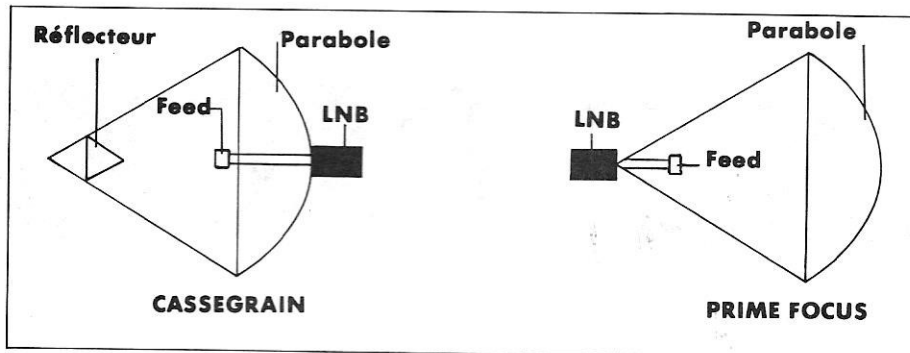 Réflecteur
Parabole
Feed
LNB
CASSEGRAIN
Parabole
LNB
Feed
PRIME FOCUS